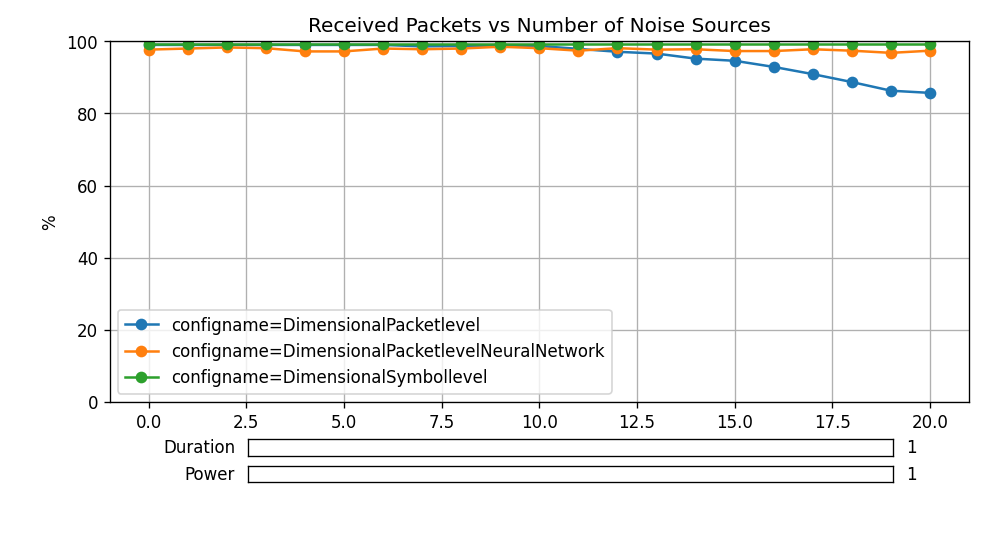 Received Packets vs Number of Noise Sources
100
80
60
40
20
0
%
configname=DimensionalPacketlevel
configname=DimensionalPacketlevelNeuralNetwork
configname=DimensionalSymbollevel
0.0 2.5 5.0 7.5 10.0 12.5 15.0 17.5 20.0
Duration 1
Power 1